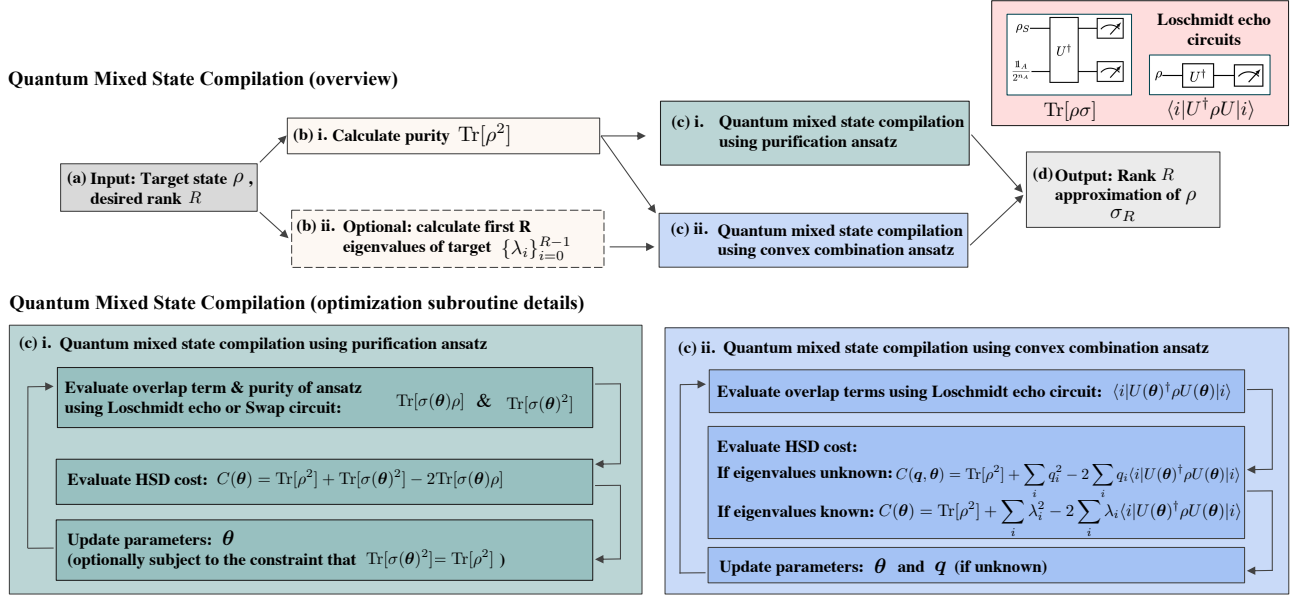 Quantum Mixed State Compilation (overview)
ρ_S
𝟙_A / 2^{n_A}
U†
Tr[ρσ]
Loschmidt echo
circuits
ρ
U†
⟨i|U†ρU|i⟩
(a) Input: Target state ρ ,
desired rank R
(b) i. Calculate purity Tr[ρ²]
(b) ii. Optional: calculate first R
eigenvalues of target {λ_i}_{i=0}^{R−1}
(c) i. Quantum mixed state compilation
using purification ansatz
(c) ii. Quantum mixed state compilation
using convex combination ansatz
(d) Output: Rank R
approximation of ρ
σ_R
Quantum Mixed State Compilation (optimization subroutine details)
(c) i. Quantum mixed state compilation using purification ansatz
Evaluate overlap term & purity of ansatz
using Loschmidt echo or Swap circuit: Tr[σ(θ)ρ] & Tr[σ(θ)²]
Evaluate HSD cost: C(θ) = Tr[ρ²] + Tr[σ(θ)²] − 2Tr[σ(θ)ρ]
Update parameters: θ
(optionally subject to the constraint that Tr[σ(θ)²] = Tr[ρ²] )
(c) ii. Quantum mixed state compilation using convex combination ansatz
Evaluate overlap terms using Loschmidt echo circuit: ⟨i|U(θ)†ρU(θ)|i⟩
Evaluate HSD cost:
If eigenvalues unknown: C(q, θ) = Tr[ρ²] + ∑_i q_i² − 2 ∑_i q_i⟨i|U(θ)†ρU(θ)|i⟩
If eigenvalues known: C(θ) = Tr[ρ²] + ∑_i λ_i² − 2 ∑_i λ_i⟨i|U(θ)†ρU(θ)|i⟩
Update parameters: θ and q (if unknown)